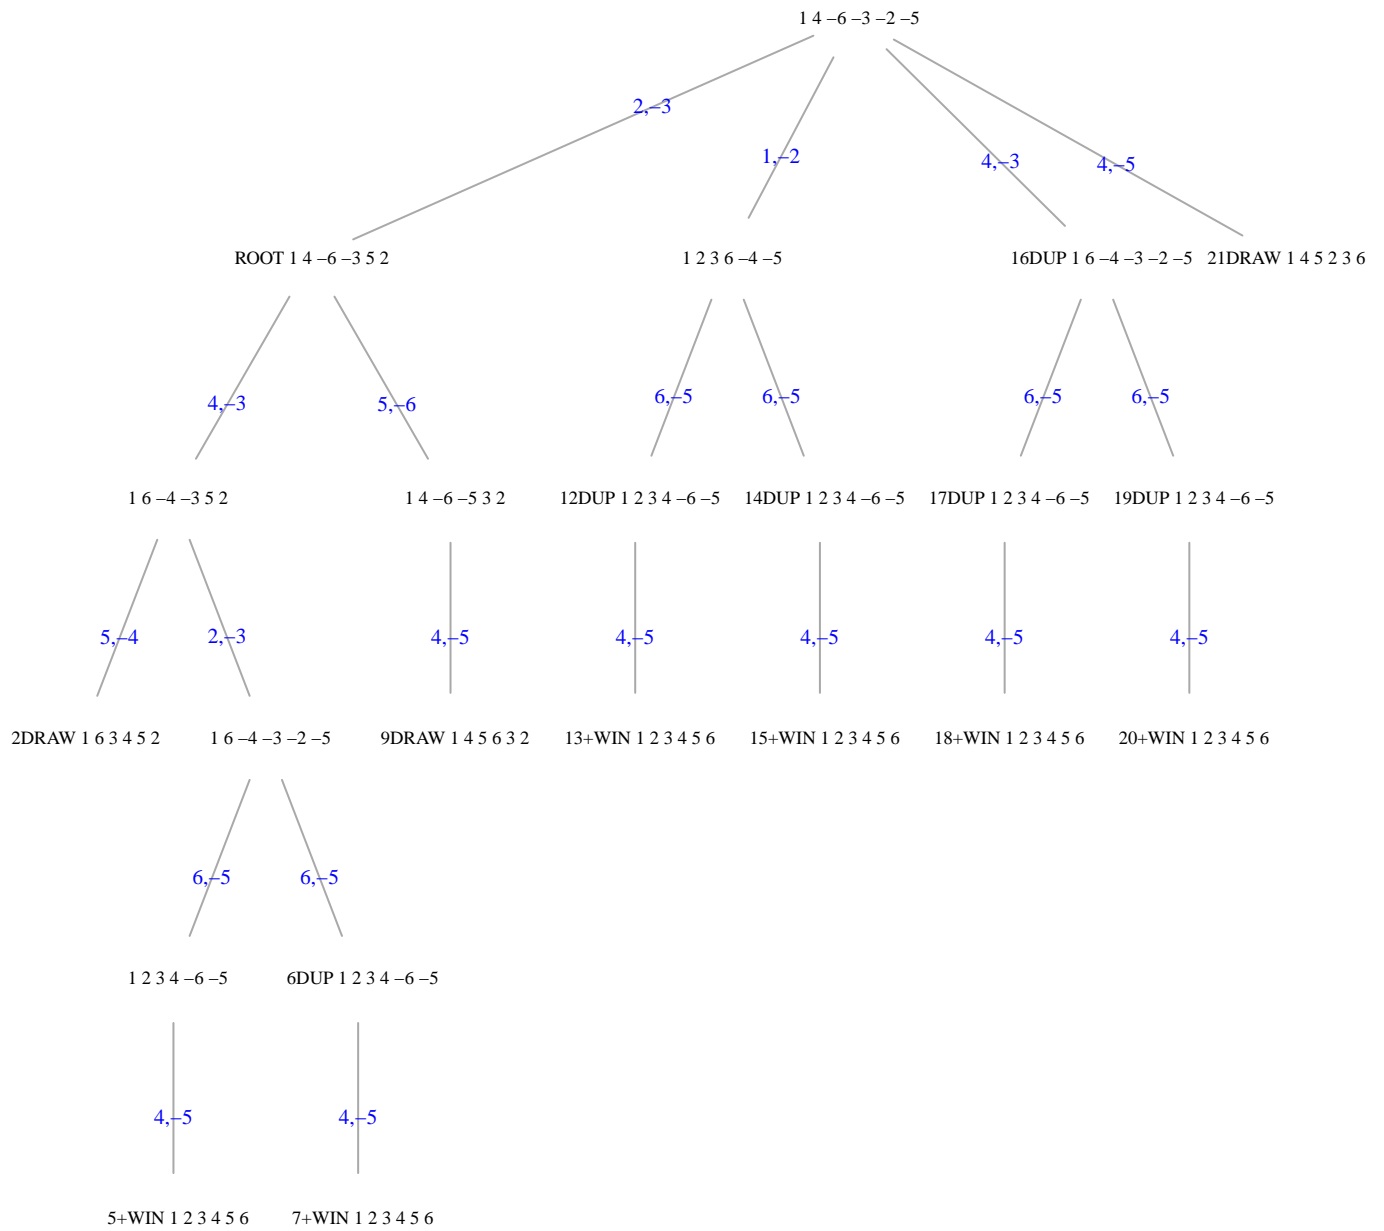 1 4 –6 –3 –2 –5
2,–3
1,–2
4,–3
4,–5
ROOT 1 4 –6 –3 5 2
1 2 3 6 –4 –5
16DUP 1 6 –4 –3 –2 –5
21DRAW 1 4 5 2 3 6
4,–3
5,–6
6,–5
6,–5
6,–5
6,–5
1 6 –4 –3 5 2
1 4 –6 –5 3 2
12DUP 1 2 3 4 –6 –5
14DUP 1 2 3 4 –6 –5
17DUP 1 2 3 4 –6 –5
19DUP 1 2 3 4 –6 –5
5,–4
2,–3
4,–5
4,–5
4,–5
4,–5
4,–5
2DRAW 1 6 3 4 5 2
1 6 –4 –3 –2 –5
9DRAW 1 4 5 6 3 2
13+WIN 1 2 3 4 5 6
15+WIN 1 2 3 4 5 6
18+WIN 1 2 3 4 5 6
20+WIN 1 2 3 4 5 6
6,–5
6,–5
1 2 3 4 –6 –5
6DUP 1 2 3 4 –6 –5
4,–5
4,–5
5+WIN 1 2 3 4 5 6
7+WIN 1 2 3 4 5 6